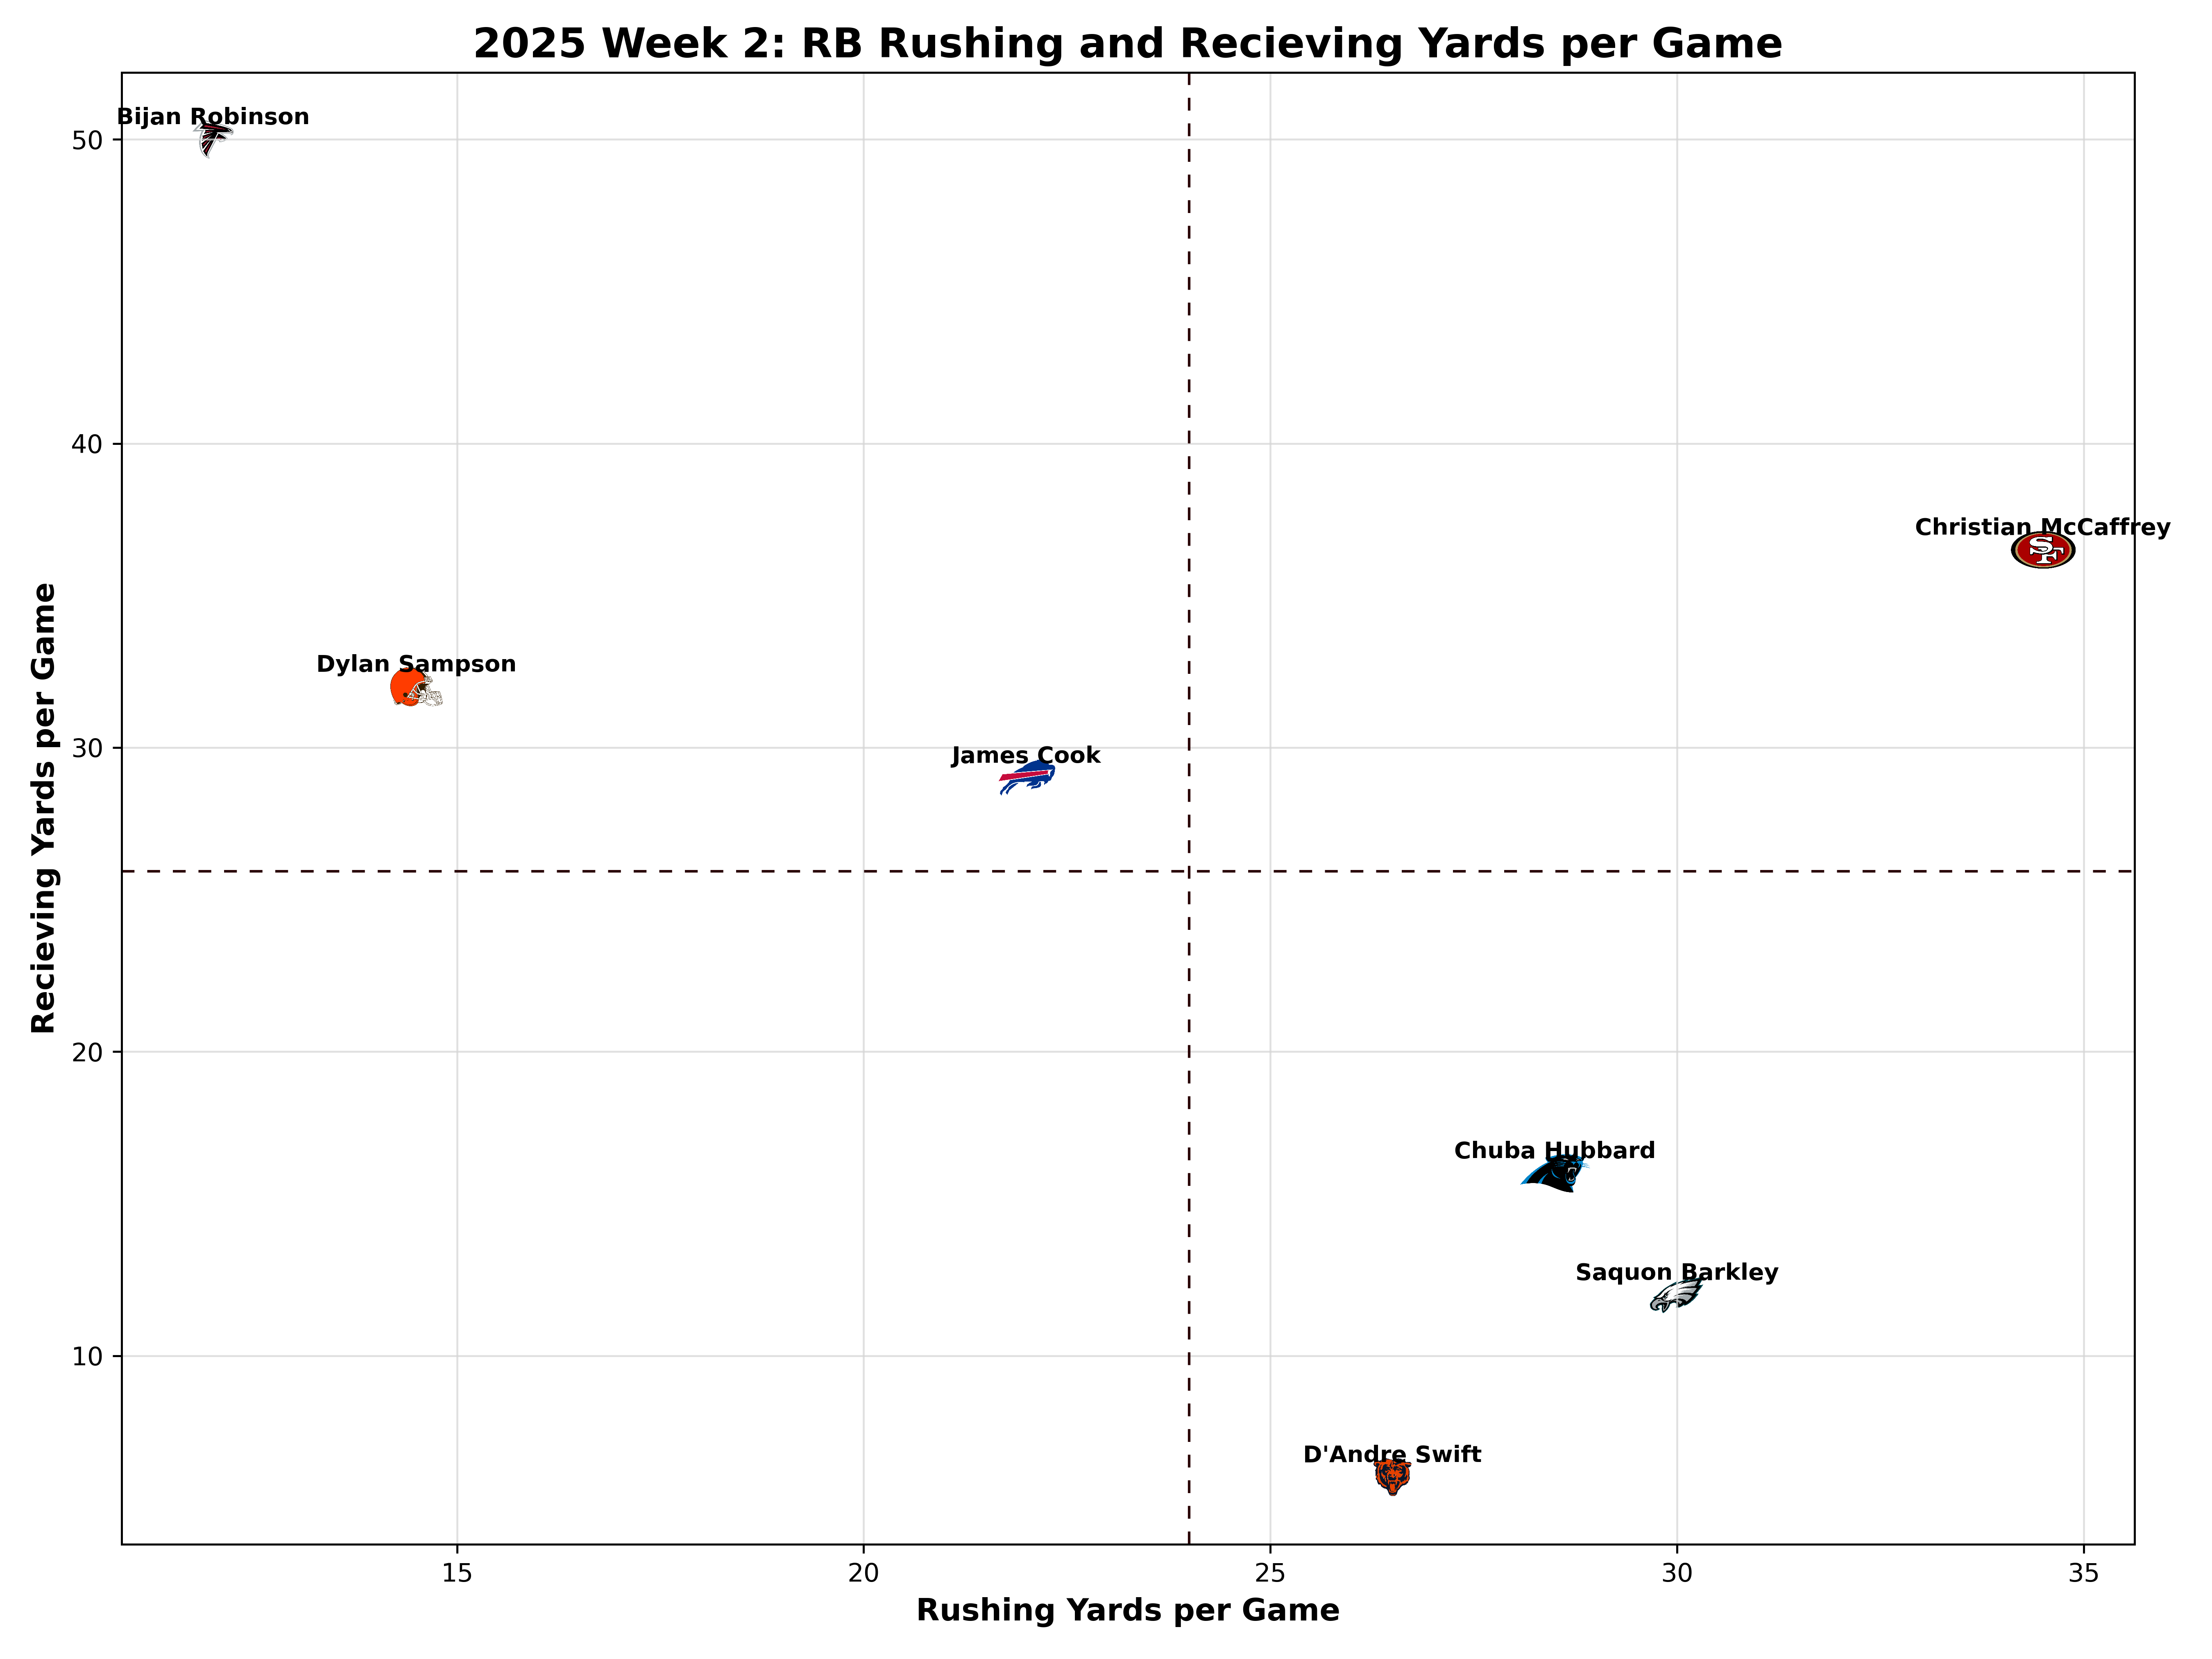 2025 Week 2: RB Rushing and Recieving Yards per Game
Bijan Robinson
50
40
Christian McCaffrey
SF
Dylan Sampson
James Cook
30
20
Chuba Hubbard
Saquon Barkley
10
D'Andre Swift
Recieving Yards per Game
15 20 25 30 35
Rushing Yards per Game